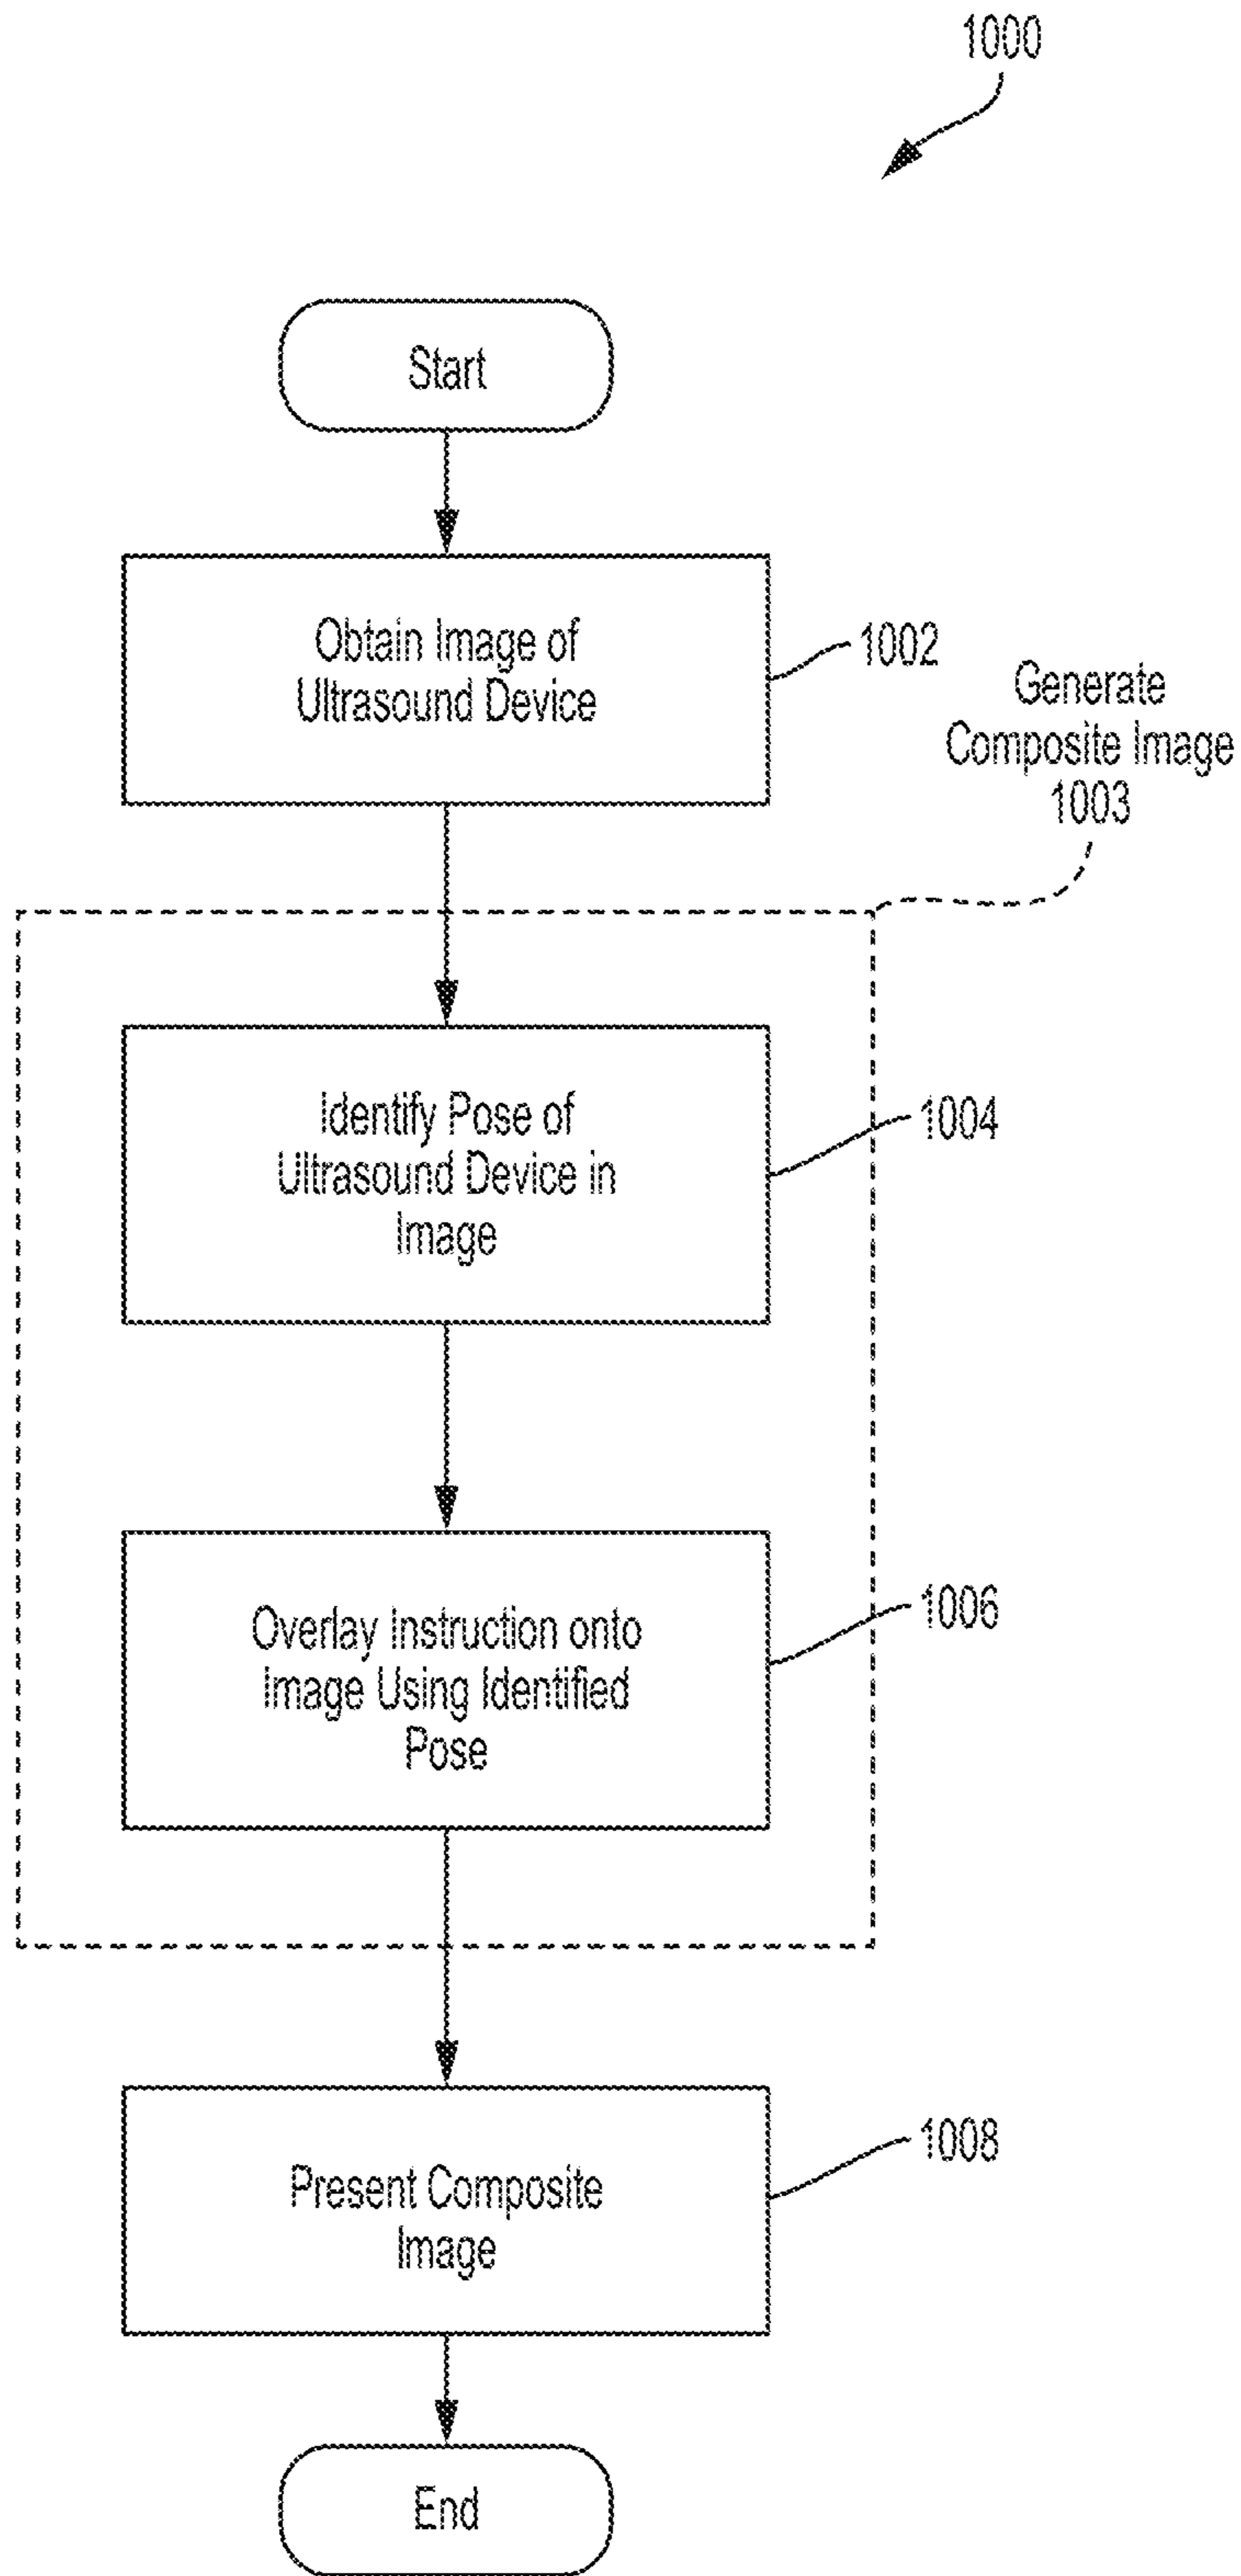 1000
Start
Obtain Image of
Ultrasound Device
1002
Generate
Composite Image
1003
Identify Pose of
Ultrasound Device in
Image
1004
Overlay Instruction onto
Image Using Identified
Pose
1006
Present Composite
Image
1008
End